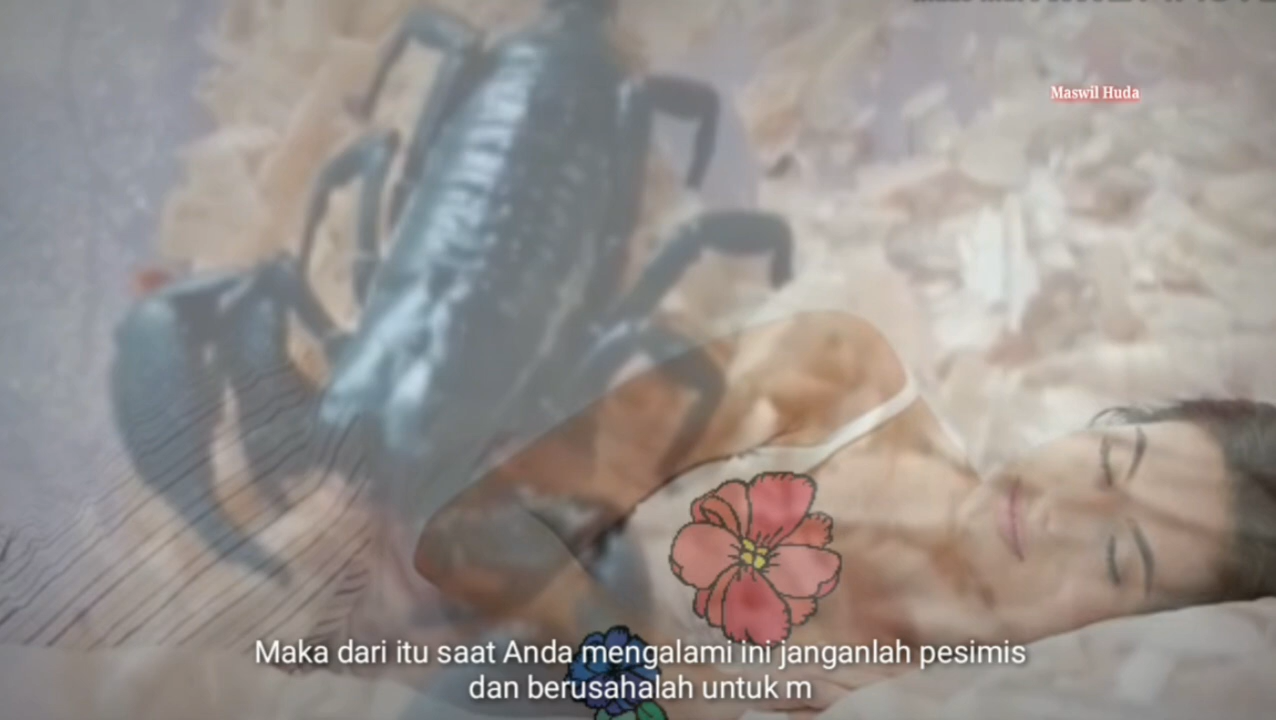 Maswil Huda
Maka dari itu saat Anda mengalami ini janganlah pesimis
dan berusahalah untuk m